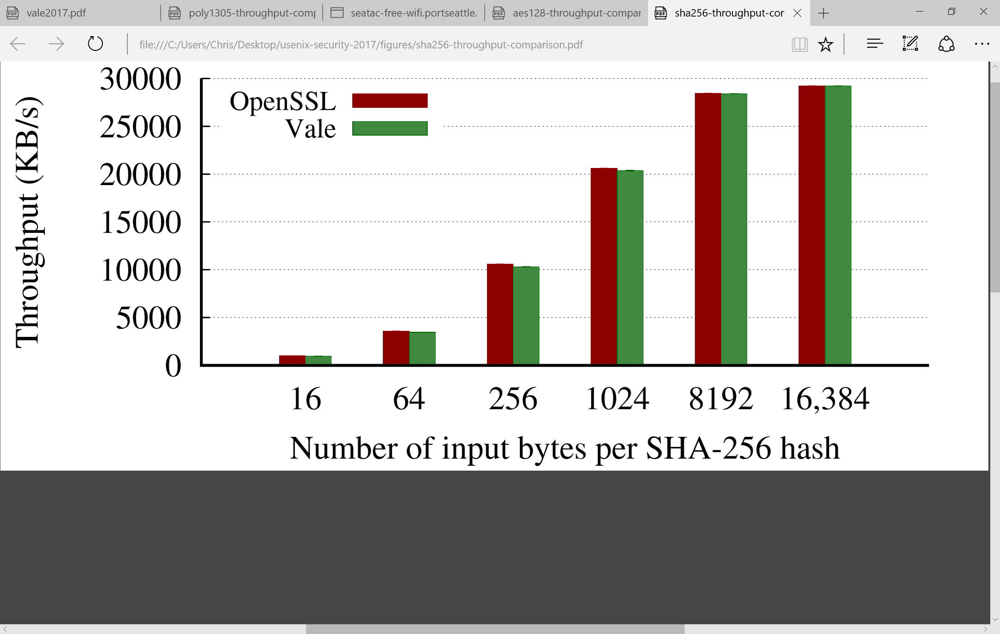 vale2017.pdf
poly1305-throughput-comp
seatac-free-wifi.portseattle.
aes128-throughput-compar
sha256-throughput-cor
file:///C:/Users/Chris/Desktop/usenix-security-2017/figures/sha256-throughput-comparison.pdf
Throughput (KB/s)
30000
25000
20000
15000
10000
5000
0
OpenSSL
Vale
16 64 256 1024 8192 16,384
Number of input bytes per SHA-256 hash